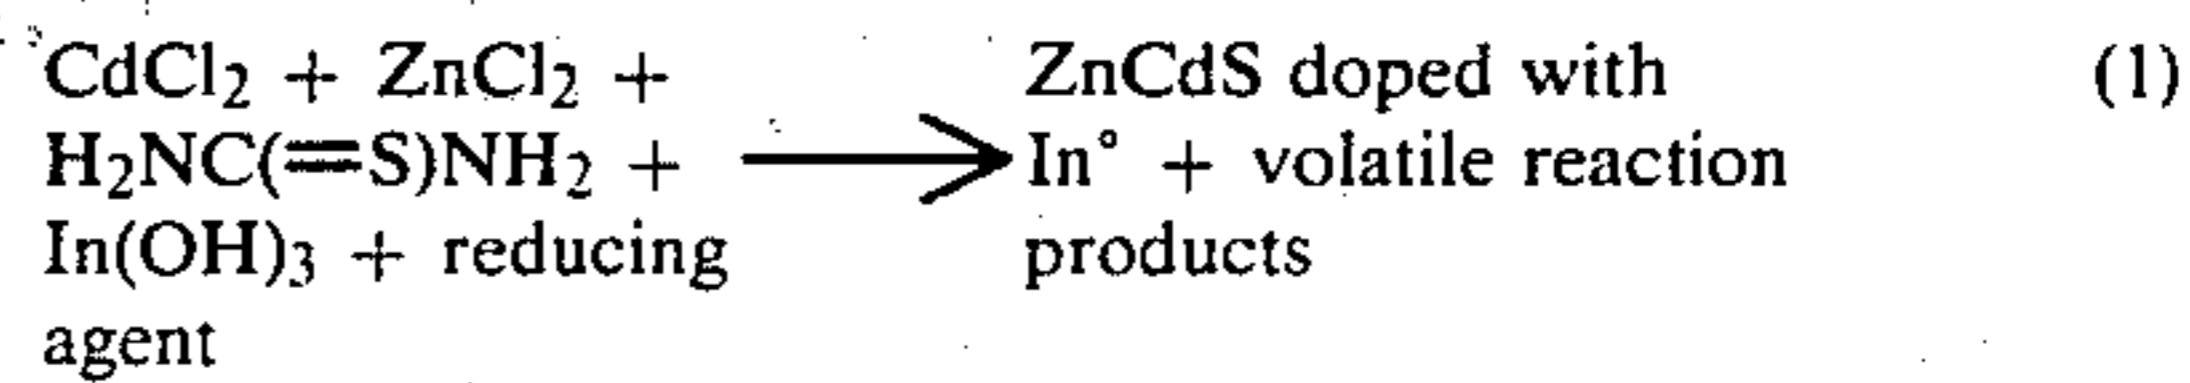 CdCl₂ + ZnCl₂ + ZnCdS doped with (1)
H₂NC(=S)NH₂ + ⟶ In° + volatile reaction
In(OH)₃ + reducing products
agent